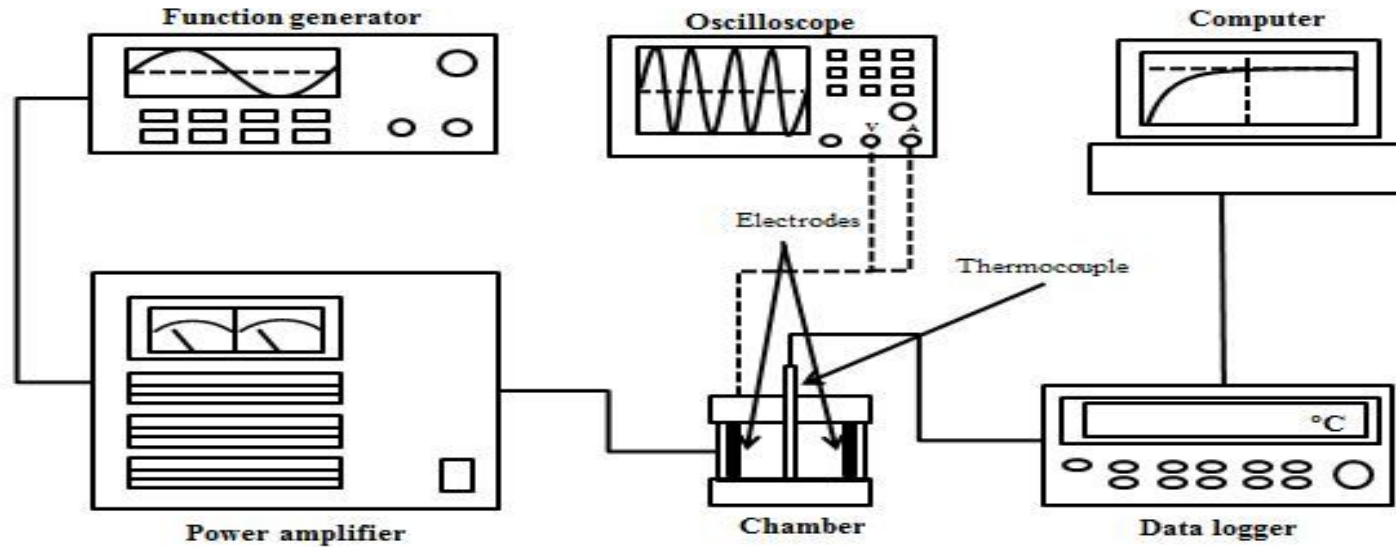 Function generator
Oscilloscope
Computer
V A
Electrodes
Thermocouple
°C
Power amplifier
Chamber
Data logger